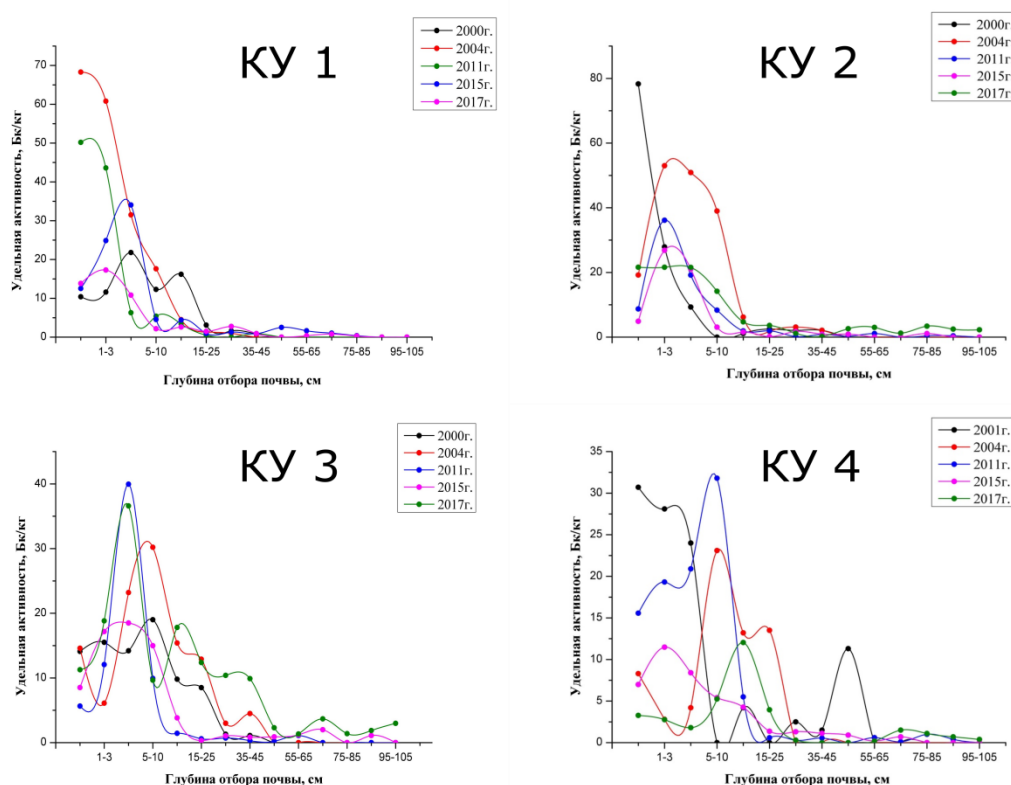 КУ 1
2000г.
2004г.
2011г.
2015г.
2017г.
Удельная активность, Бк/кг
70
60
50
40
30
20
10
0
1-3
5-10
15-25
35-45
55-65
75-85
95-105
Глубина отбора почвы, см
КУ 2
2000г.
2004г.
2011г.
2015г.
2017г.
Удельная активность, Бк/кг
80
60
40
20
0
1-3
5-10
15-25
35-45
55-65
75-85
95-105
Глубина отбора почвы, см
КУ 3
2000г.
2004г.
2011г.
2015г.
2017г.
Удельная активность, Бк/кг
40
30
20
10
0
1-3
5-10
15-25
35-45
55-65
75-85
95-105
Глубина отбора почвы, см
КУ 4
2001г.
2004г.
2011г.
2015г.
2017г.
Удельная активность, Бк/кг
35
30
25
20
15
10
5
0
1-3
5-10
15-25
35-45
55-65
75-85
95-105
Глубина отбора почвы, см